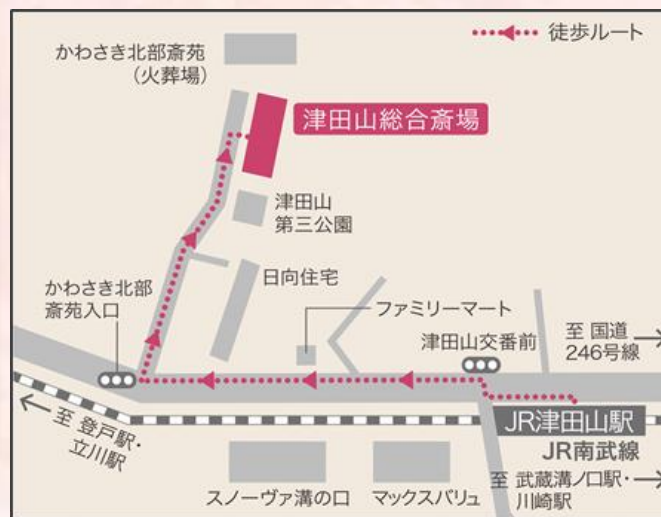 かわさき北部斎苑
（火葬場）
徒歩ルート
津田山総合斎場
津田山
第三公園
日向住宅
かわさき北部
斎苑入口
ファミリーマート
津田山交番前
至 国道
246号線
至 登戸駅・
立川駅
JR津田山駅
JR南武線
至 武蔵溝ノ口駅・
川崎駅
スノーヴァ溝の口
マックスバリュ